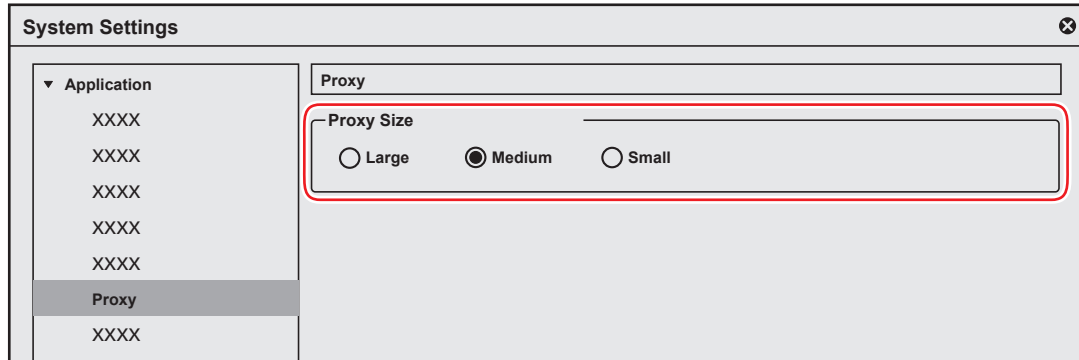 System Settings
Application
XXXX
XXXX
XXXX
XXXX
XXXX
Proxy
XXXX
Proxy
Proxy Size
Large Medium Small